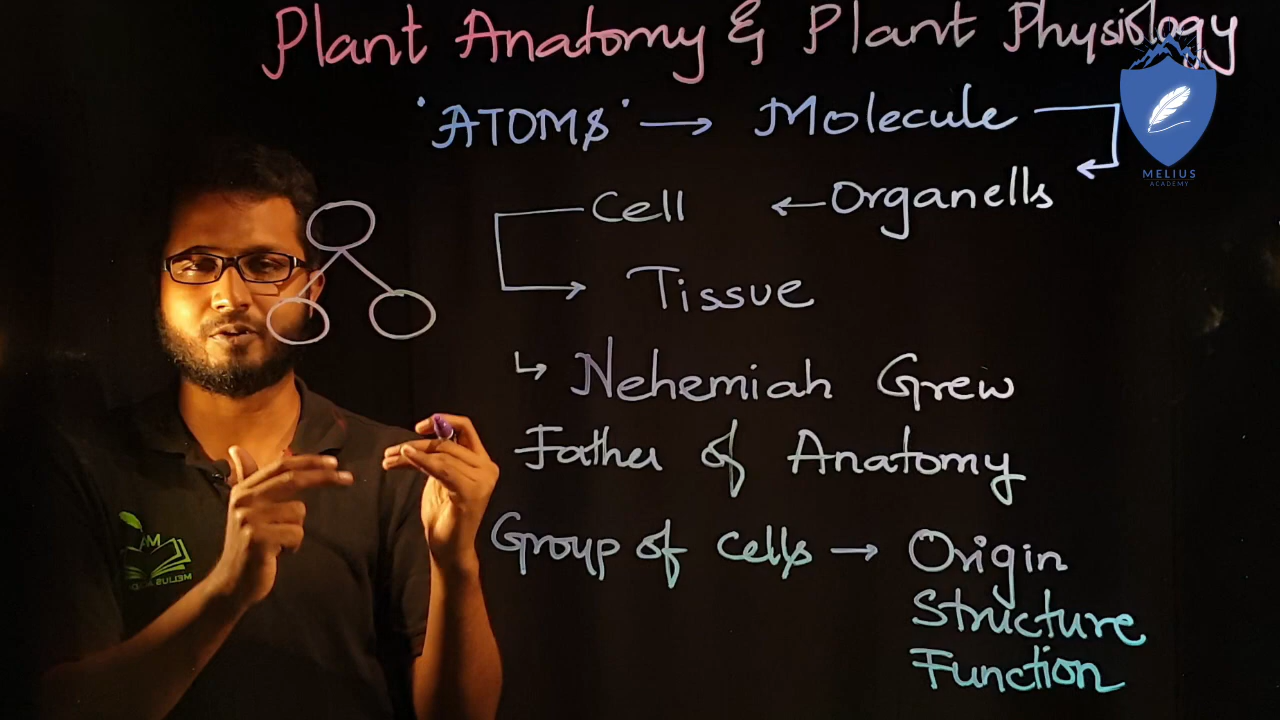 Plant Anatomy & Plant Physiology
'ATOMS' → Molecule
Cell ← Organells
Tissue
↳ Nehemiah Grew
Father of Anatomy
Group of cells → Origin
Structure
Function
MELIUS
ACADEMY